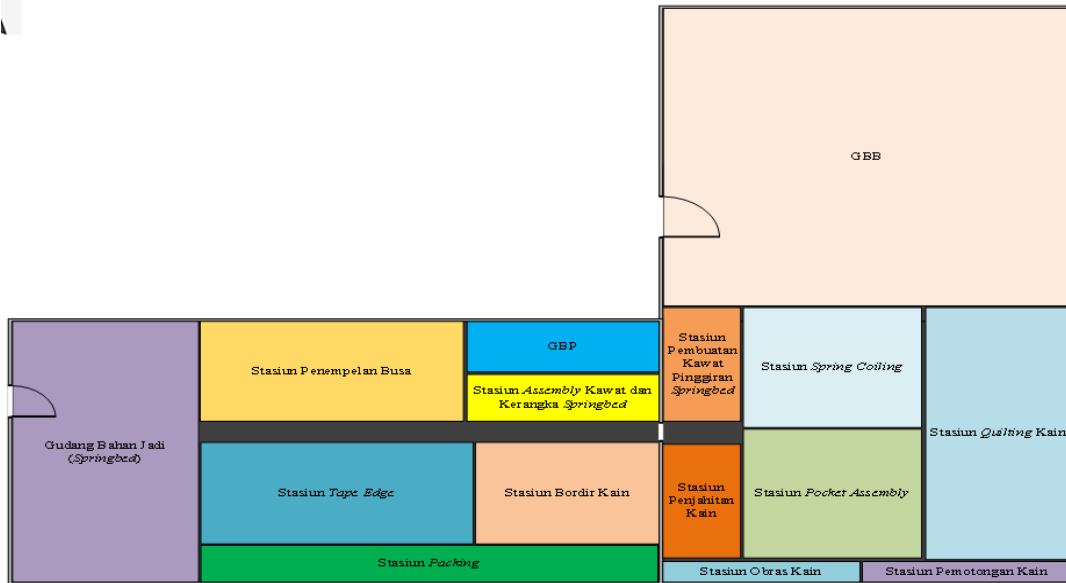 GBB
Stasiun
Pembuatan
Kawat
Pinggiran
Springbed
Stasiun Spring Coiling
Stasiun Quilting Kain
GBP
Stasiun Penempelan Busa
Stasiun Assembly Kawat dan
Kerangka Springbed
Gudang Bahan Jadi
(Springbed)
Stasiun Tape Edge
Stasiun Bordir Kain
Stasiun
Penjahitan
Kain
Stasiun Pocket Assembly
Stasiun Packing
Stasiun Obras Kain
Stasiun Pemotongan Kain